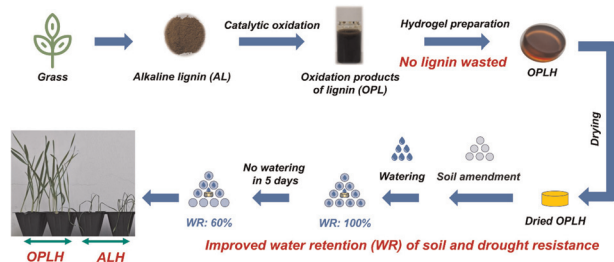 Catalytic oxidation
Hydrogel preparation
No lignin wasted
Grass
Alkaline lignin (AL)
Oxidation products
of lignin (OPL)
OPLH
Drying
No watering
in 5 days
Watering
Soil amendment
WR: 60%
WR: 100%
Dried OPLH
OPLH
ALH
Improved water retention (WR) of soil and drought resistance